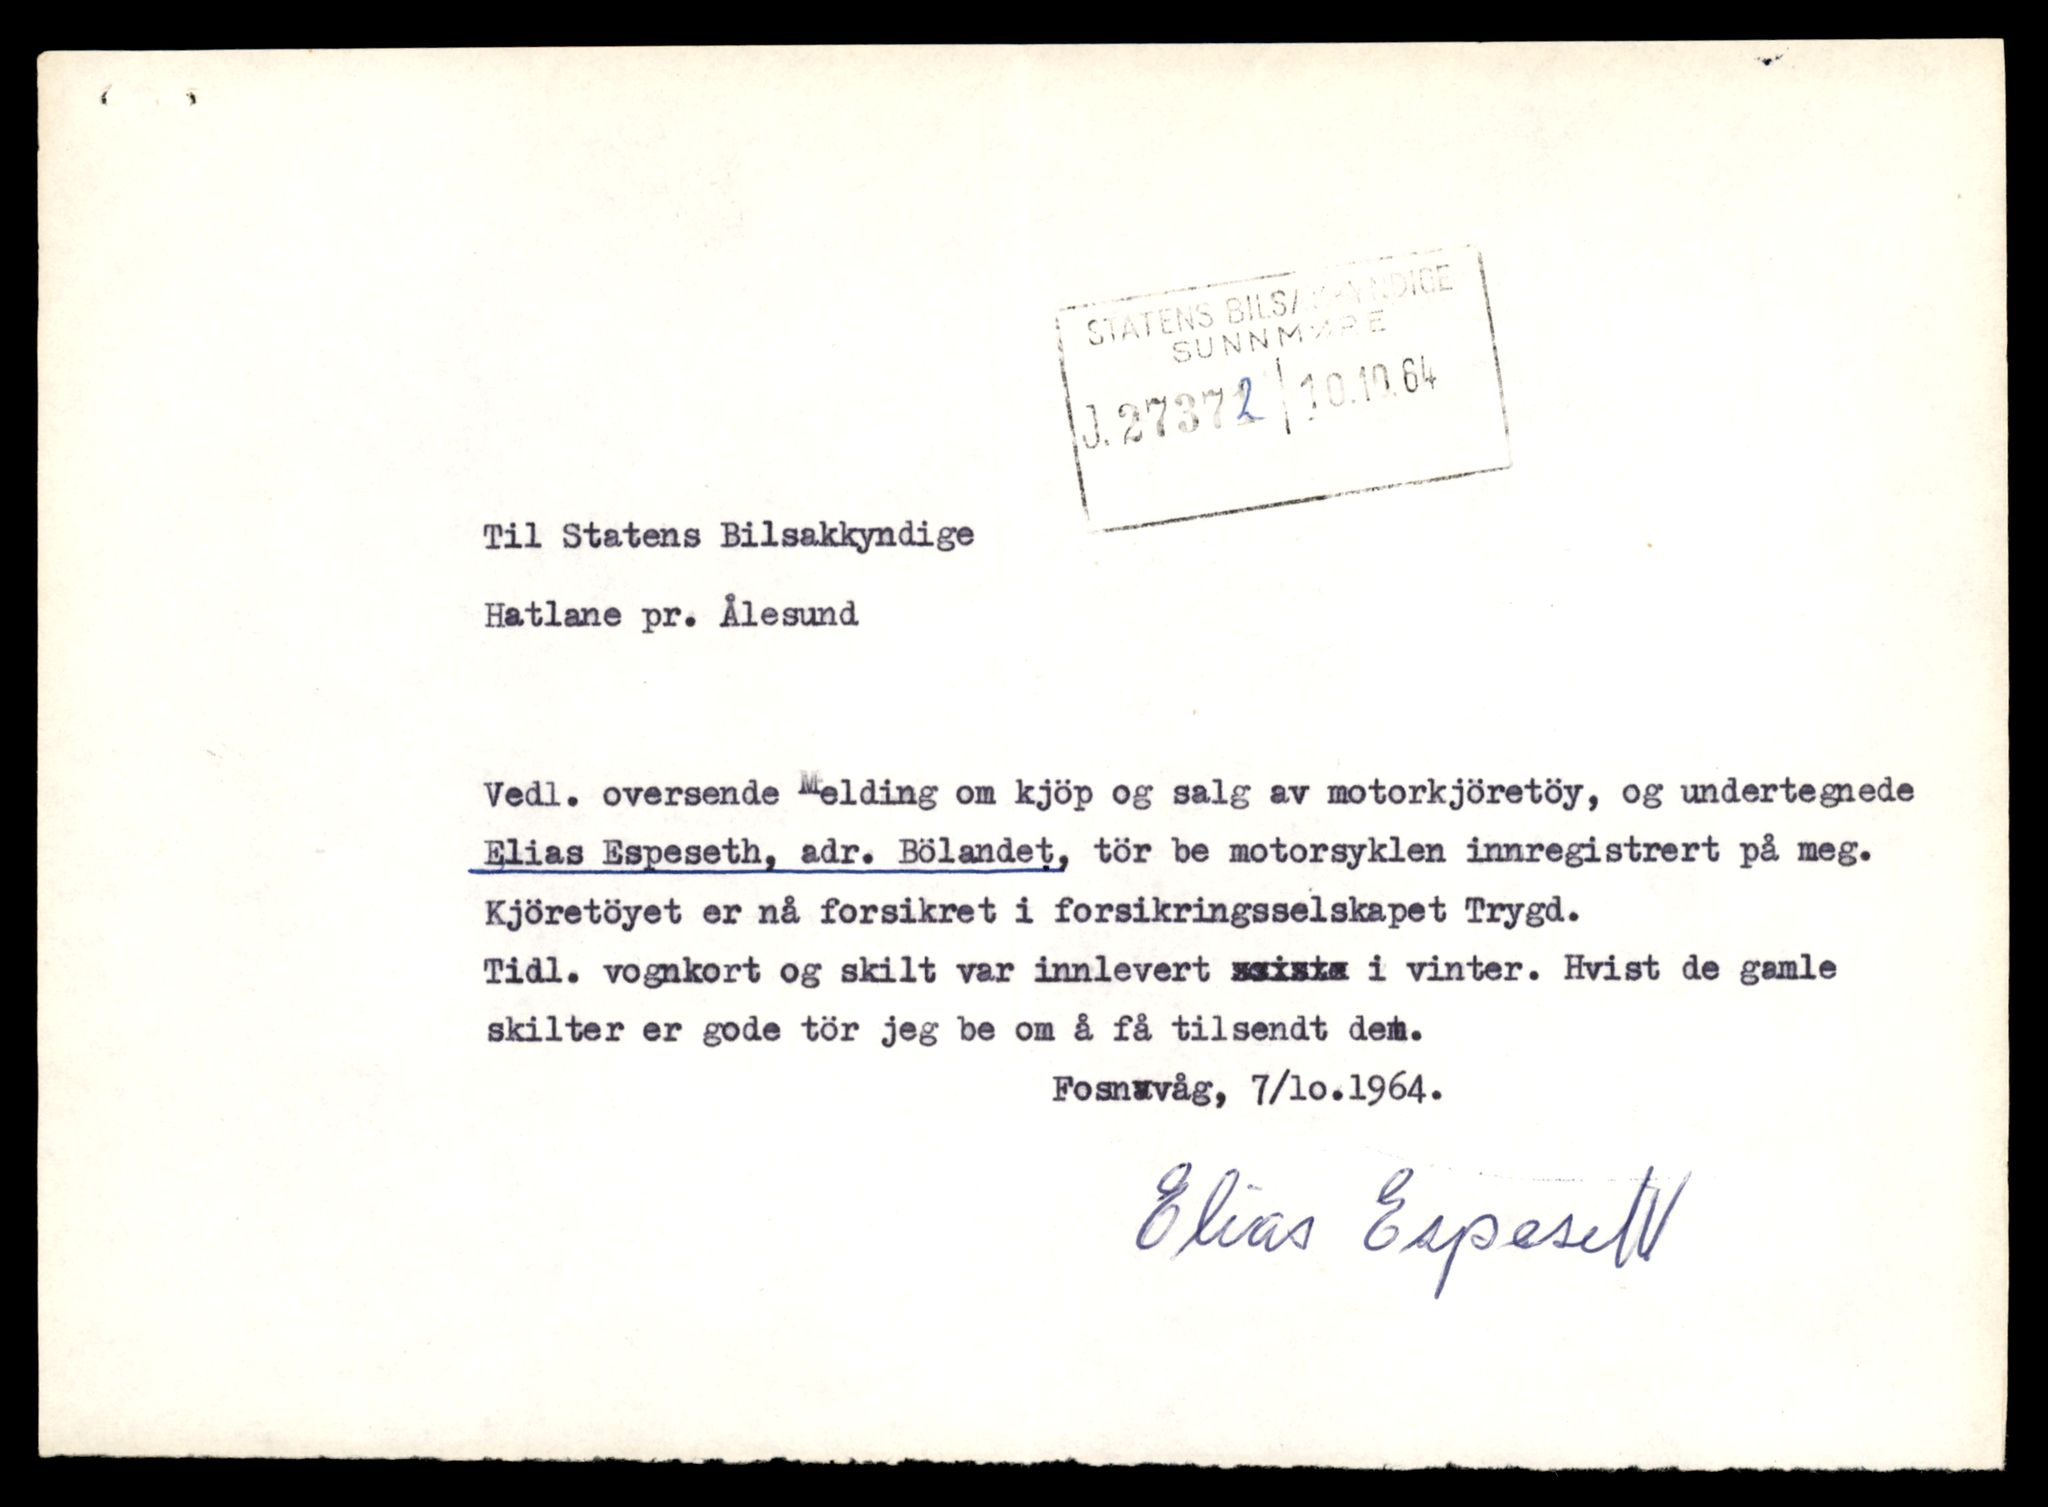 STATENS BILSAKKYNDIGE
SUNNMØRE
J. 27372 10.10.64
Til Statens Bilsakkyndige
Hatlane pr. Ålesund
Vedl. oversende Melding om kjöp og salg av motorkjöretöy, og undertegnede
Elias Espeseth, adr. Bölandet, tör be motorsyklen innregistrert på meg.
Kjöretöyet er nå forsikret i forsikringsselskapet Trygd.
Tidl. vognkort og skilt var innlevert i vinter. Hvist de gamle
skilter er gode tör jeg be om å få tilsendt dem.
Fosnavåg, 7/1o.1964.
Elias Espeseth